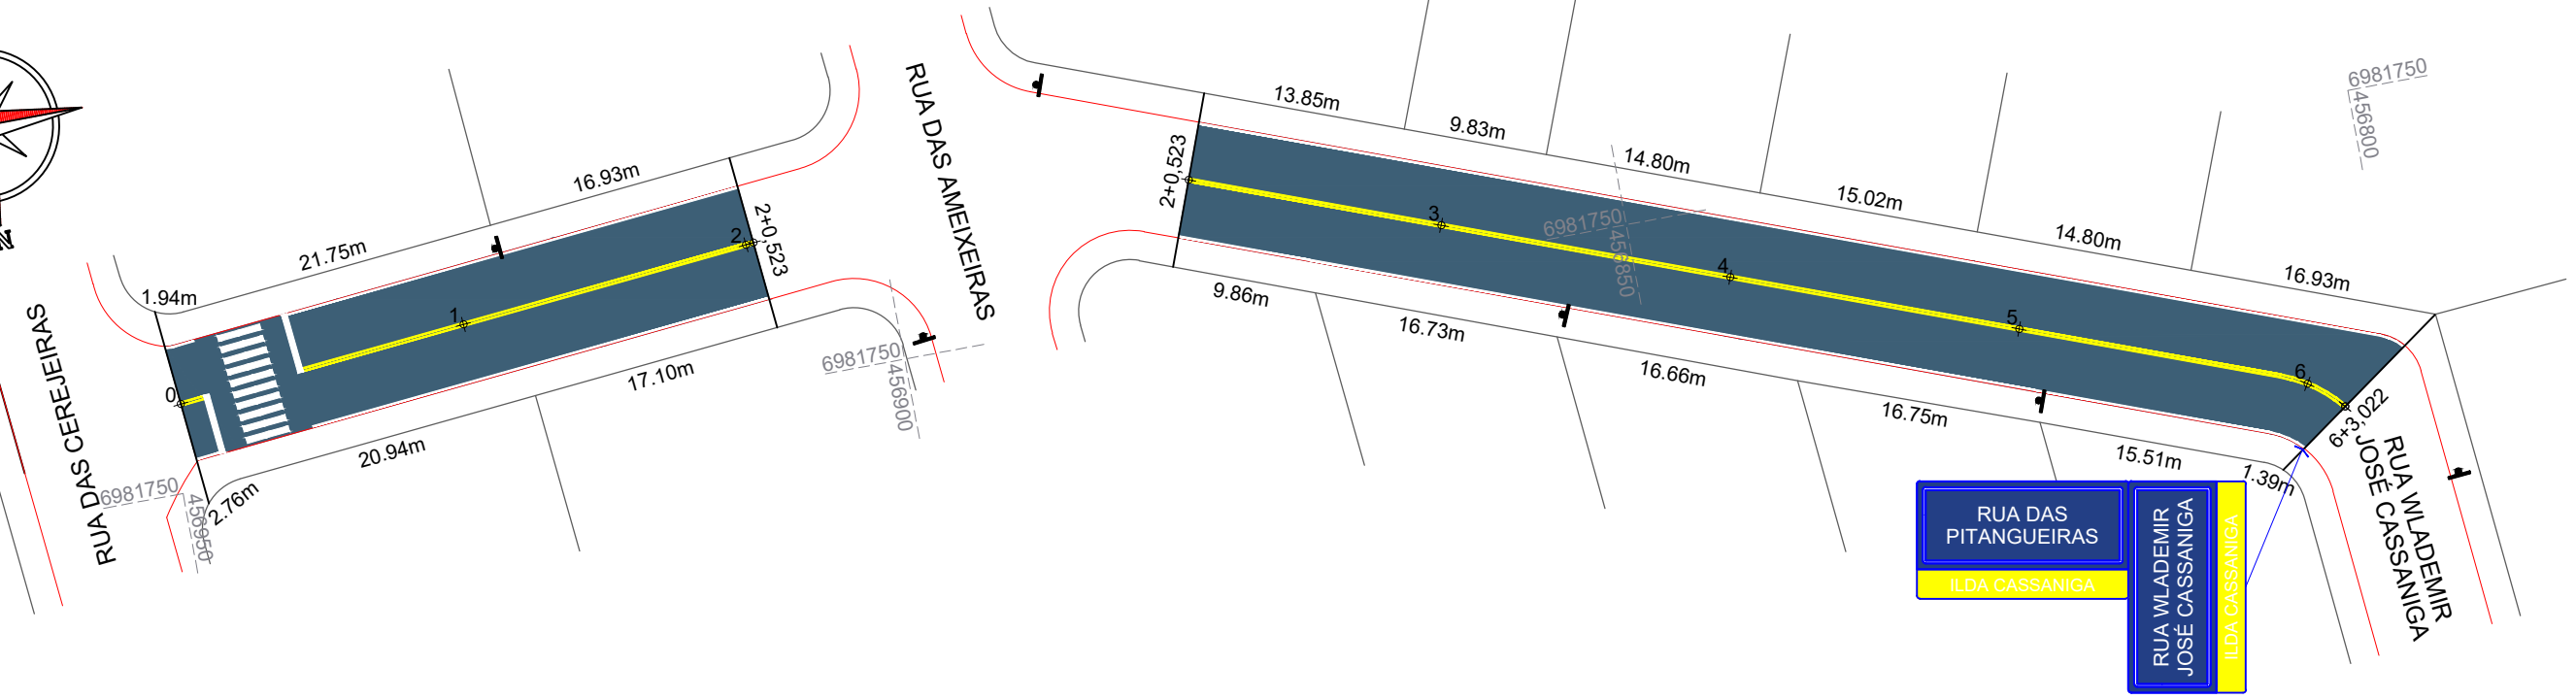 N
RUA DAS CEREJEIRAS
1.94m
21.75m
16.93m
0
1
2
2+0,523
2.76m
20.94m
17.10m
6981750
456950
RUA DAS AMEIXEIRAS
6981750
456900
2+0,523
13.85m
9.83m
14.80m
15.02m
14.80m
16.93m
3
4
5
6
6+3,022
6981750
456850
9.86m
16.73m
16.66m
16.75m
15.51m
1.39m
6981750
456800
RUA WLADEMIR
JOSÉ CASSANIGA
RUA DAS
PITANGUEIRAS
ILDA CASSANIGA
RUA WLADEMIR
JOSÉ CASSANIGA
ILDA CASSANIGA